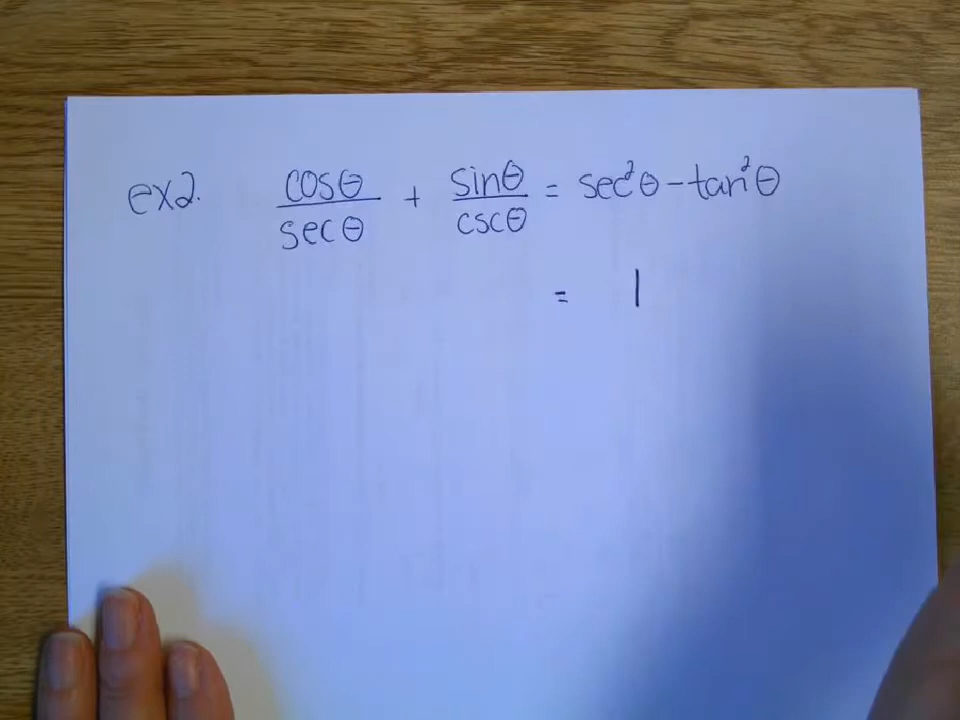 ex2. cosθ/secθ + sinθ/cscθ = sec²θ - tan²θ
= 1